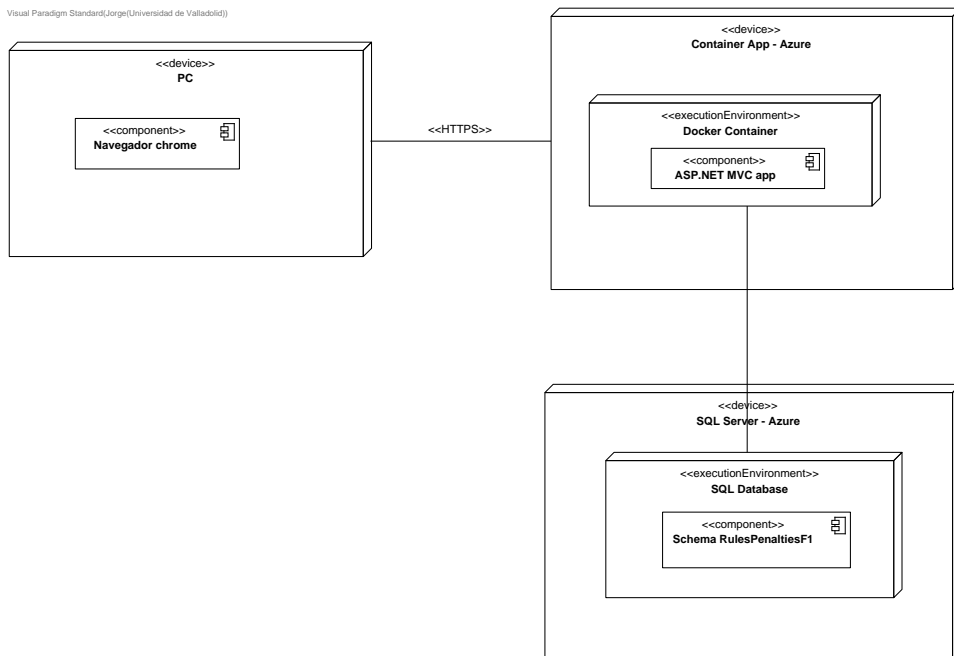 Visual Paradigm Standard(Jorge(Universidad de Valladolid))
<<device>>
PC
<<component>>
Navegador chrome
<<HTTPS>>
<<device>>
Container App - Azure
<<executionEnvironment>>
Docker Container
<<component>>
ASP.NET MVC app
<<device>>
SQL Server - Azure
<<executionEnvironment>>
SQL Database
<<component>>
Schema RulesPenaltiesF1